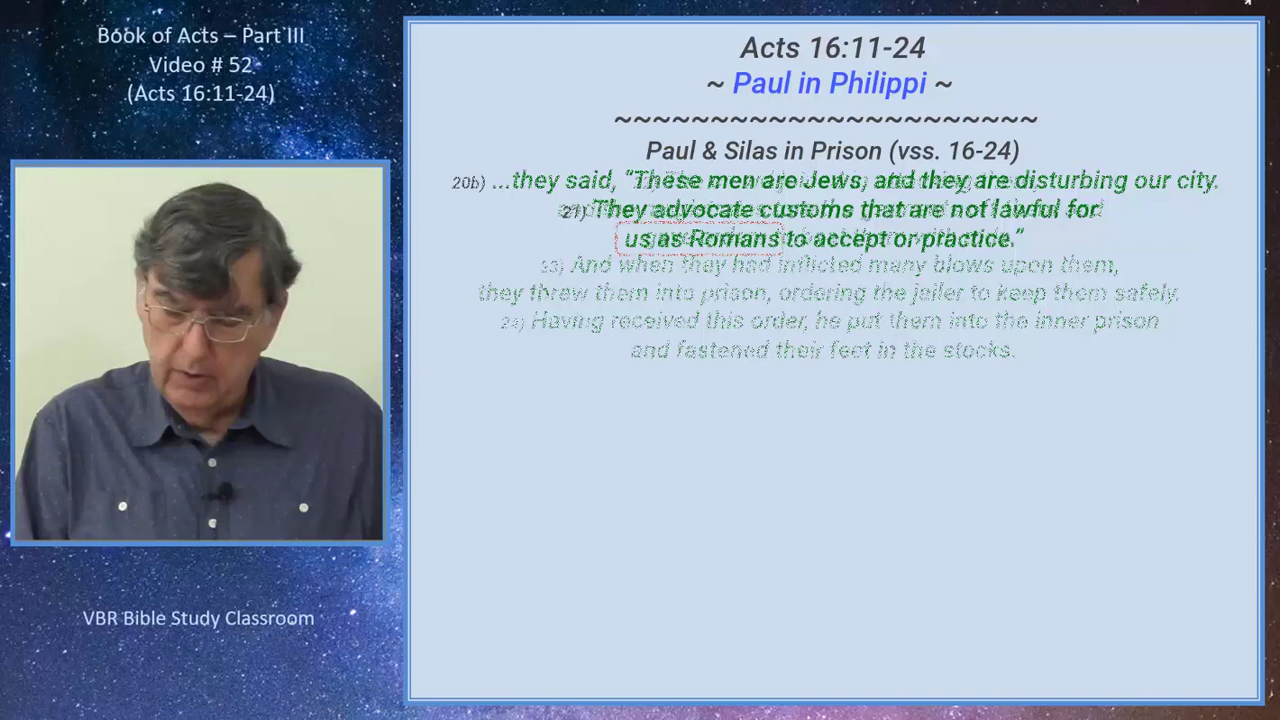 Book of Acts – Part III
Video # 52
(Acts 16:11-24)
Acts 16:11-24
~ Paul in Philippi ~
~~~~~~~~~~~~~~~~~~~~~~
Paul & Silas in Prison (vss. 16-24)
20b) ...they said, “These men are Jews, and they are disturbing our city.
21) They advocate customs that are not lawful for
us as Romans to accept or practice.”
And when they had inflicted many blows upon them,
they threw them into prison, ordering the jailer to keep them safely.
24) Having received this order, he put them into the inner prison
and fastened their feet in the stocks.
VBR Bible Study Classroom